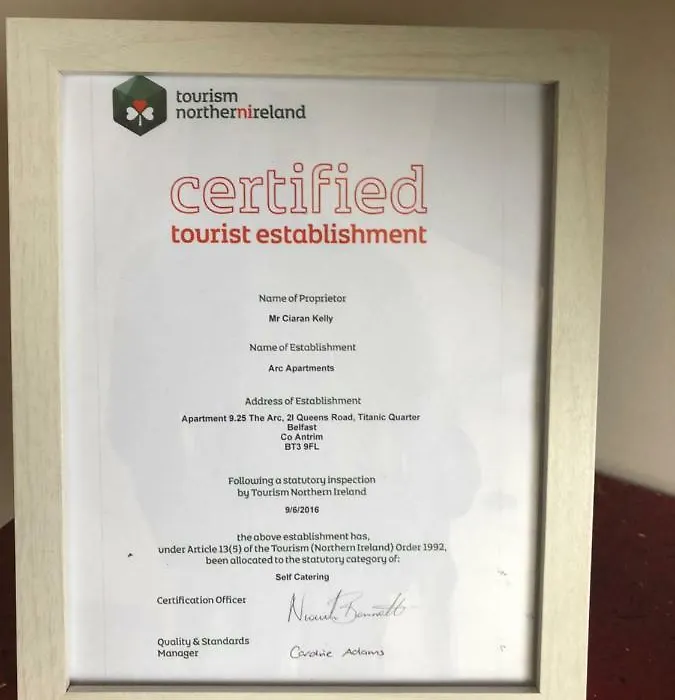 tourism
northernireland
certified
tourist establishment
Name of Proprietor
Mr Ciaran Kelly
Name of Establishment
Arc Apartments
Address of Establishment
Apartment 9.25 The Arc, 21 Queens Road, Titanic Quarter
Belfast
Co Antrim
BT3 9FL
Following a statutory inspection
by Tourism Northern Ireland
9/6/2016
the above establishment has,
under Article 13(5) of the Tourism (Northern Ireland) Order 1992,
been allocated to the statutory category of:
Self Catering
Certification Officer
Bennett
Quality & Standards
Manager
Adams